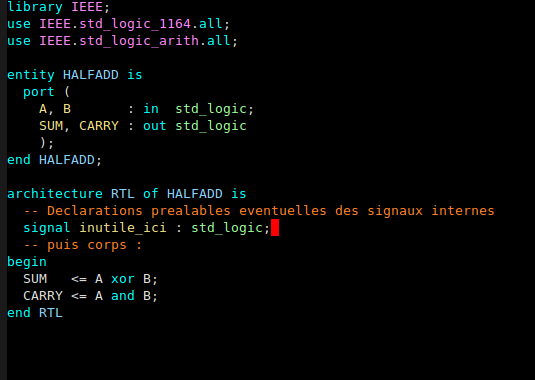 library IEEE;
use IEEE.std_logic_1164.all;
use IEEE.std_logic_arith.all;
entity HALFADD is
  port (
    A, B       : in  std_logic;
    SUM, CARRY : out std_logic
    );
end HALFADD;
architecture RTL of HALFADD is
  -- Declarations prealables eventuelles des signaux internes
  signal inutile_ici : std_logic;
  -- puis corps :
begin
  SUM   <= A xor B;
  CARRY <= A and B;
end RTL